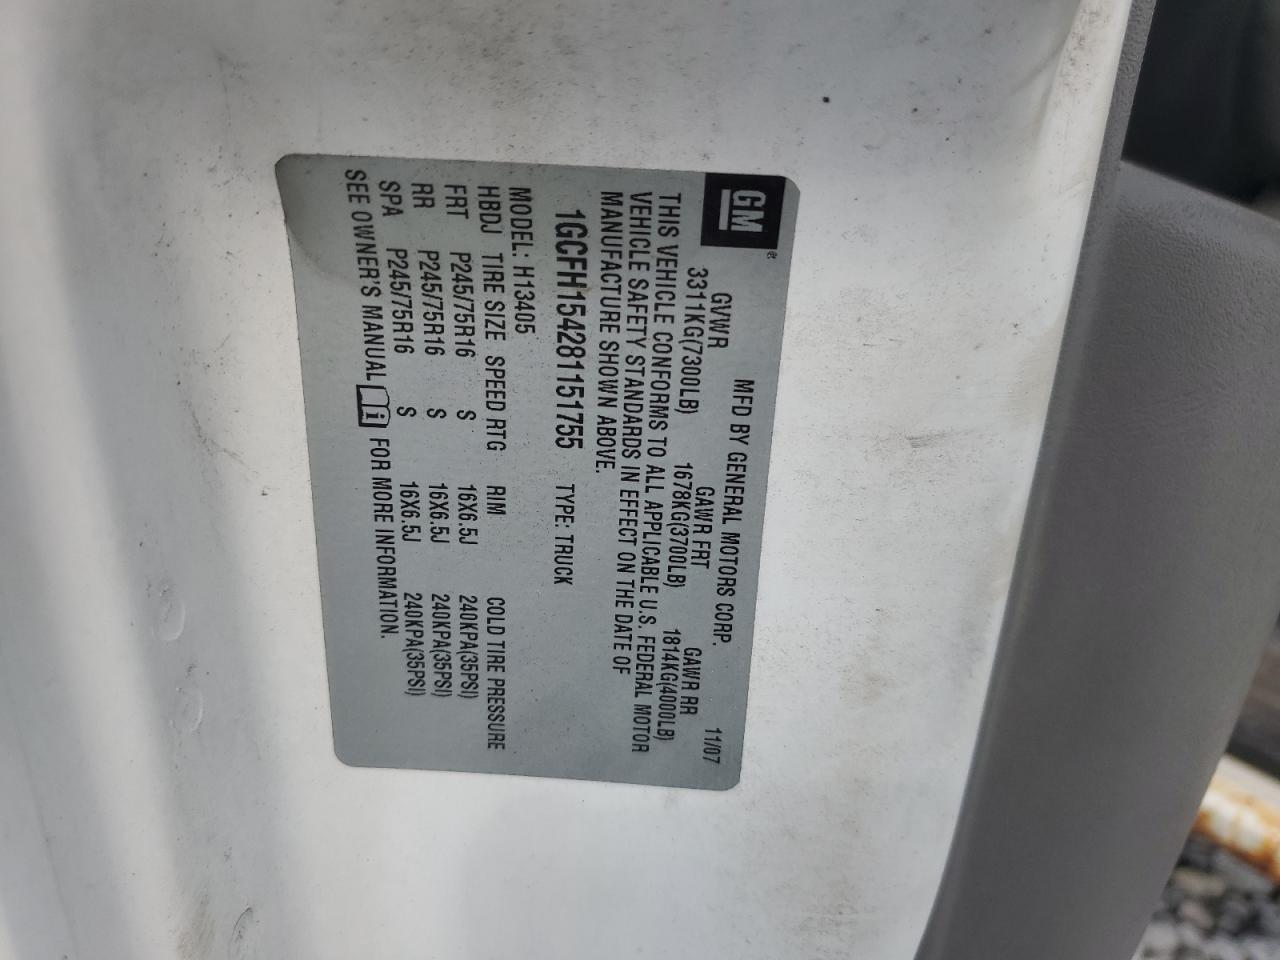 GM
MFD BY GENERAL MOTORS CORP. 11/07
GVWR GAWR FRT GAWR RR
3311KG(7300LB) 1678KG(3700LB) 1814KG(4000LB)
THIS VEHICLE CONFORMS TO ALL APPLICABLE U.S. FEDERAL MOTOR
VEHICLE SAFETY STANDARDS IN EFFECT ON THE DATE OF
MANUFACTURE SHOWN ABOVE.
1GCFH154281151755 TYPE: TRUCK
MODEL: H13405
HBDJ TIRE SIZE SPEED RTG RIM COLD TIRE PRESSURE
FRT P245/75R16 S 16X6.5J 240KPA(35PSI)
RR P245/75R16 S 16X6.5J 240KPA(35PSI)
SPA P245/75R16 S 16X6.5J 240KPA(35PSI)
SEE OWNER'S MANUAL i FOR MORE INFORMATION.